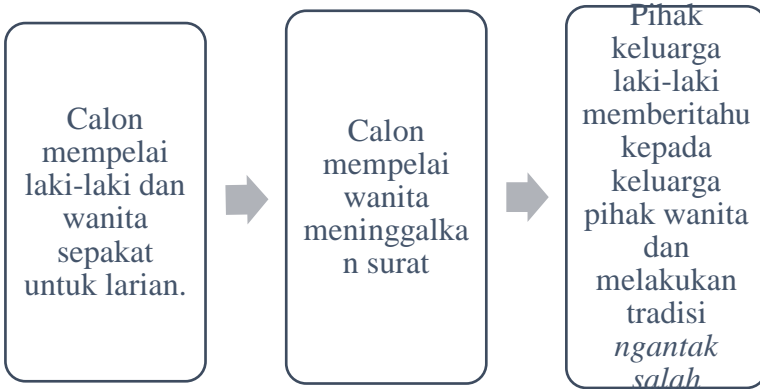 Calon
mempelai
laki-laki dan
wanita
sepakat
untuk larian.
Calon
mempelai
wanita
meninggalka
n surat
Pihak
keluarga
laki-laki
memberitahu
kepada
keluarga
pihak wanita
dan
melakukan
tradisi
ngantak
salah